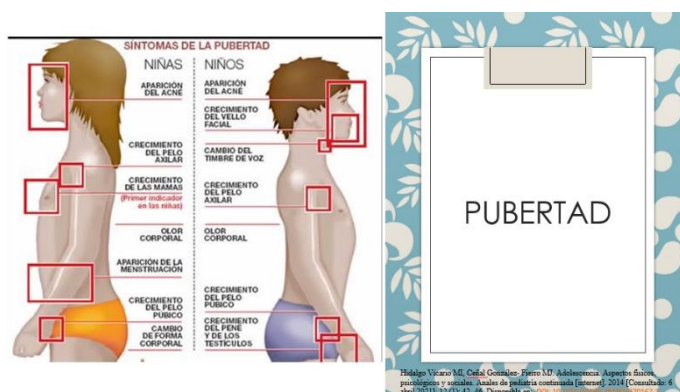 SÍNTOMAS DE LA PUBERTAD
NIÑAS
APARICIÓN
DEL ACNÉ
CRECIMIENTO
DEL PELO
AXILAR
CRECIMIENTO
DE LAS MAMAS
(Primer indicador
en las niñas)
OLOR
CORPORAL
APARICIÓN DE LA
MENSTRUACIÓN
CRECIMIENTO
DEL PELO
PÚBICO
CAMBIO
DE FORMA
CORPORAL
NIÑOS
APARICIÓN
DEL ACNÉ
CRECIMIENTO
DEL VELLO
FACIAL
CAMBIO DEL
TIMBRE DE VOZ
CRECIMIENTO
DEL PELO
AXILAR
OLOR
CORPORAL
CRECIMIENTO
DEL PELO
PÚBICO
CRECIMIENTO
DEL PENE
Y DE LOS
TESTÍCULOS
PUBERTAD
Hidalgo Vicario MI, Ceñal González- Fierro MJ. Adolescencia. Aspectos físicos,
psicológicos y sociales. Anales de pediatría continuada [internet]. 2014 [Consultado: 6